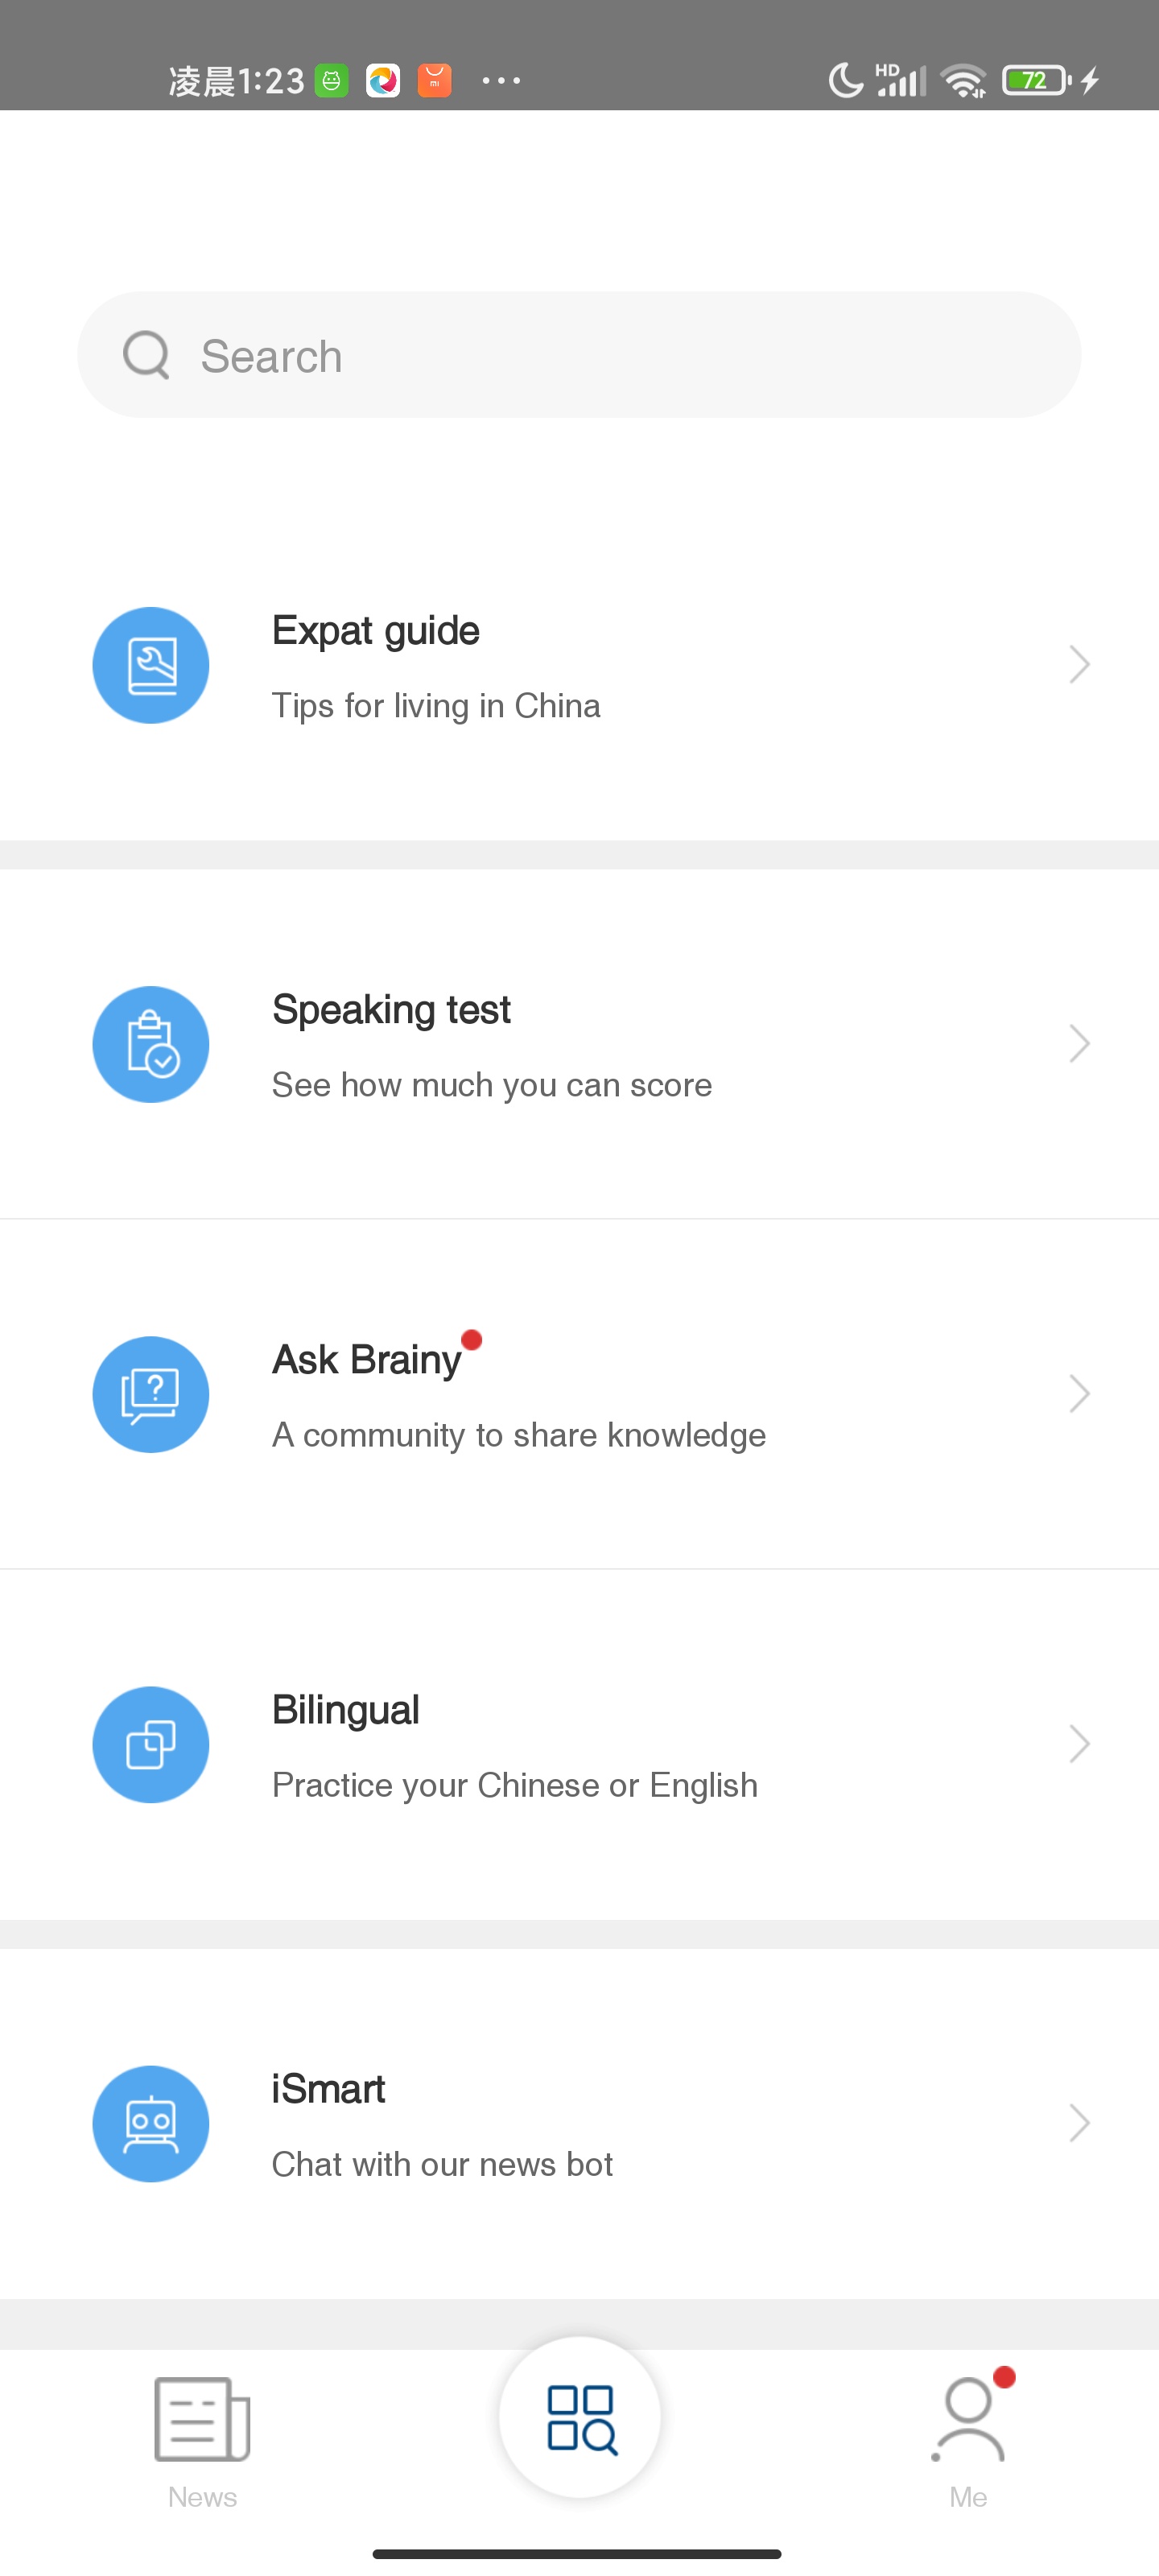 凌晨1:23
HD
72
Search
Expat guide
Tips for living in China
Speaking test
See how much you can score
Ask Brainy
A community to share knowledge
Bilingual
Practice your Chinese or English
iSmart
Chat with our news bot
News
Me